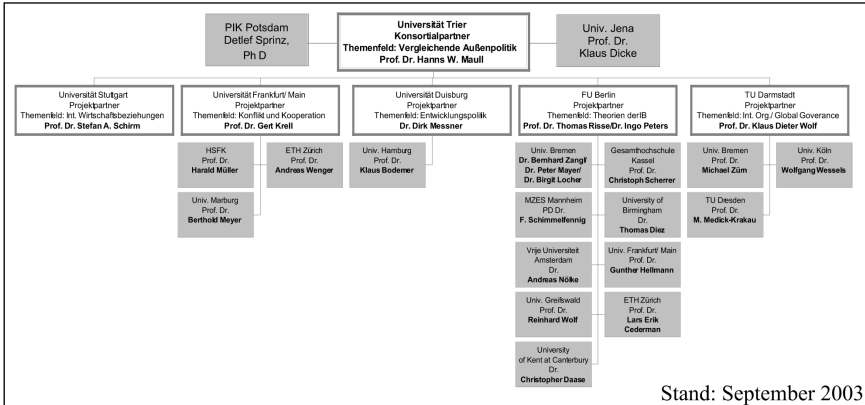 PIK Potsdam
Detlef Sprinz,
Ph D
Universität Trier
Konsortialpartner
Themenfeld: Vergleichende Außenpolitik
Prof. Dr. Hanns W. Maull
Univ. Jena
Prof. Dr.
Klaus Dicke
Universität Stuttgart
Projektpartner
Themenfeld: Int. Wirtschaftsbeziehungen
Prof. Dr. Stefan A. Schirm
Universität Frankfurt/ Main
Projektpartner
Themenfeld: Konflikt und Kooperation
Prof. Dr. Gert Krell
Universität Duisburg
Projektpartner
Themenfeld: Entwicklungspolik
Dr. Dirk Messner
FU Berlin
Projektpartner
Themenfeld: Theorien derIB
Prof. Dr. Thomas Risse/Dr. Ingo Peters
TU Darmstadt
Projektpartner
Themenfeld: Int. Org./ Global Goverance
Prof. Dr. Klaus Dieter Wolf
HSFK
Prof. Dr.
Harald Müller
ETH Zürich
Prof. Dr.
Andreas Wenger
Univ. Marburg
Prof. Dr.
Berthold Meyer
Univ. Hamburg
Klaus Bodemer
Univ. Bremen
Dr. Bernhard Zangl/
Dr. Peter Mayer/
Dr. Birgit Locher
Gesamthochschule
Kassel
Prof. Dr.
Christoph Scherrer
MZES Mannheim
PD Dr.
F. Schimmelfennig
University of
Birmingham
Dr.
Thomas Diez
Vrije Universiteit
Amsterdam
Dr.
Andreas Nölke
Univ. Frankfurt/ Main
Prof. Dr.
Gunther Hellmann
Univ. Greifswald
Prof. Dr.
Reinhard Wolf
ETH Zürich
Prof. Dr.
Lars Erik
Cederman
University
of Kent at Canterbury
Dr.
Christopher Daase
Univ. Bremen
Prof. Dr.
Michael Zürn
Univ. Köln
Prof. Dr.
Wolfgang Wessels
TU Dresden
Prof. Dr.
M. Medick-Krakau
Stand: September 2003